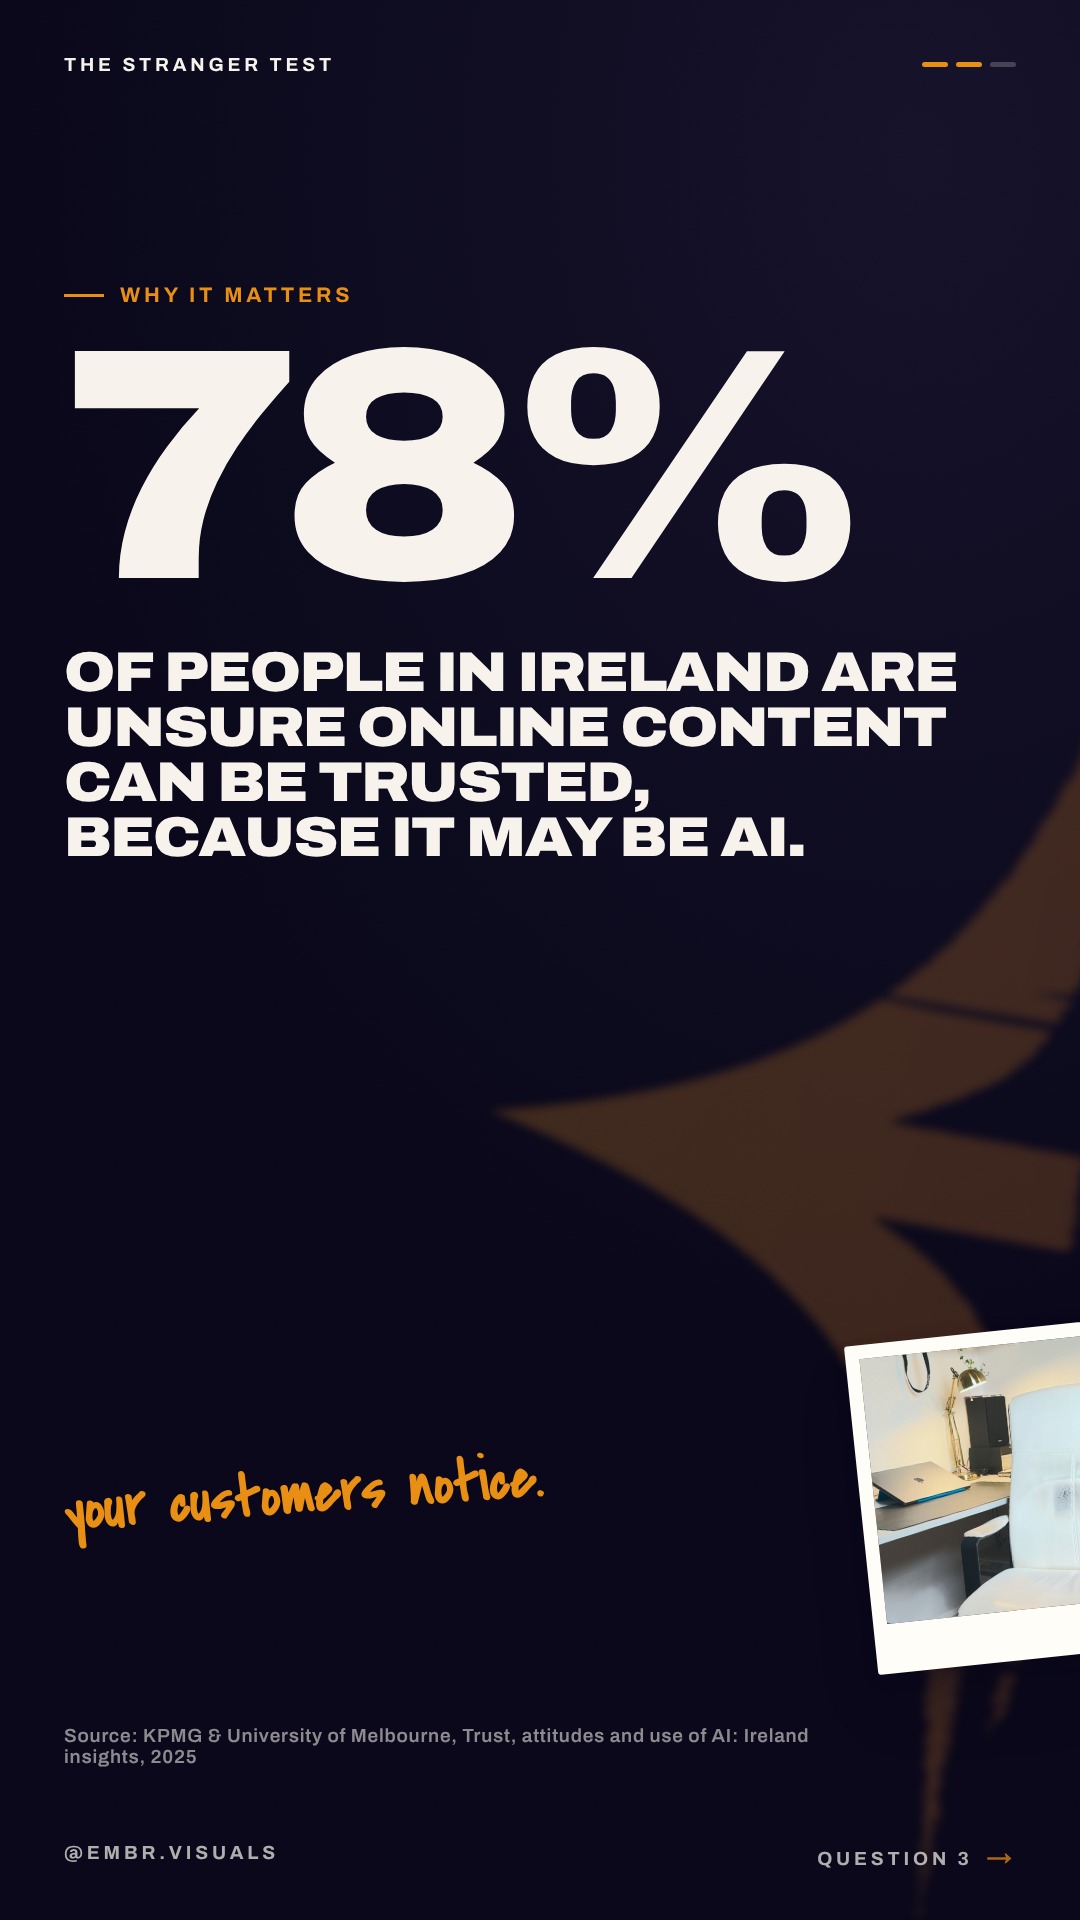 THE STRANGER TEST
WHY IT MATTERS
78%
OF PEOPLE IN IRELAND ARE
UNSURE ONLINE CONTENT
CAN BE TRUSTED,
BECAUSE IT MAY BE AI.
your customers notice.
Source: KPMG & University of Melbourne, Trust, attitudes and use of AI: Ireland
insights, 2025
@EMBR.VISUALS
QUESTION 3 →